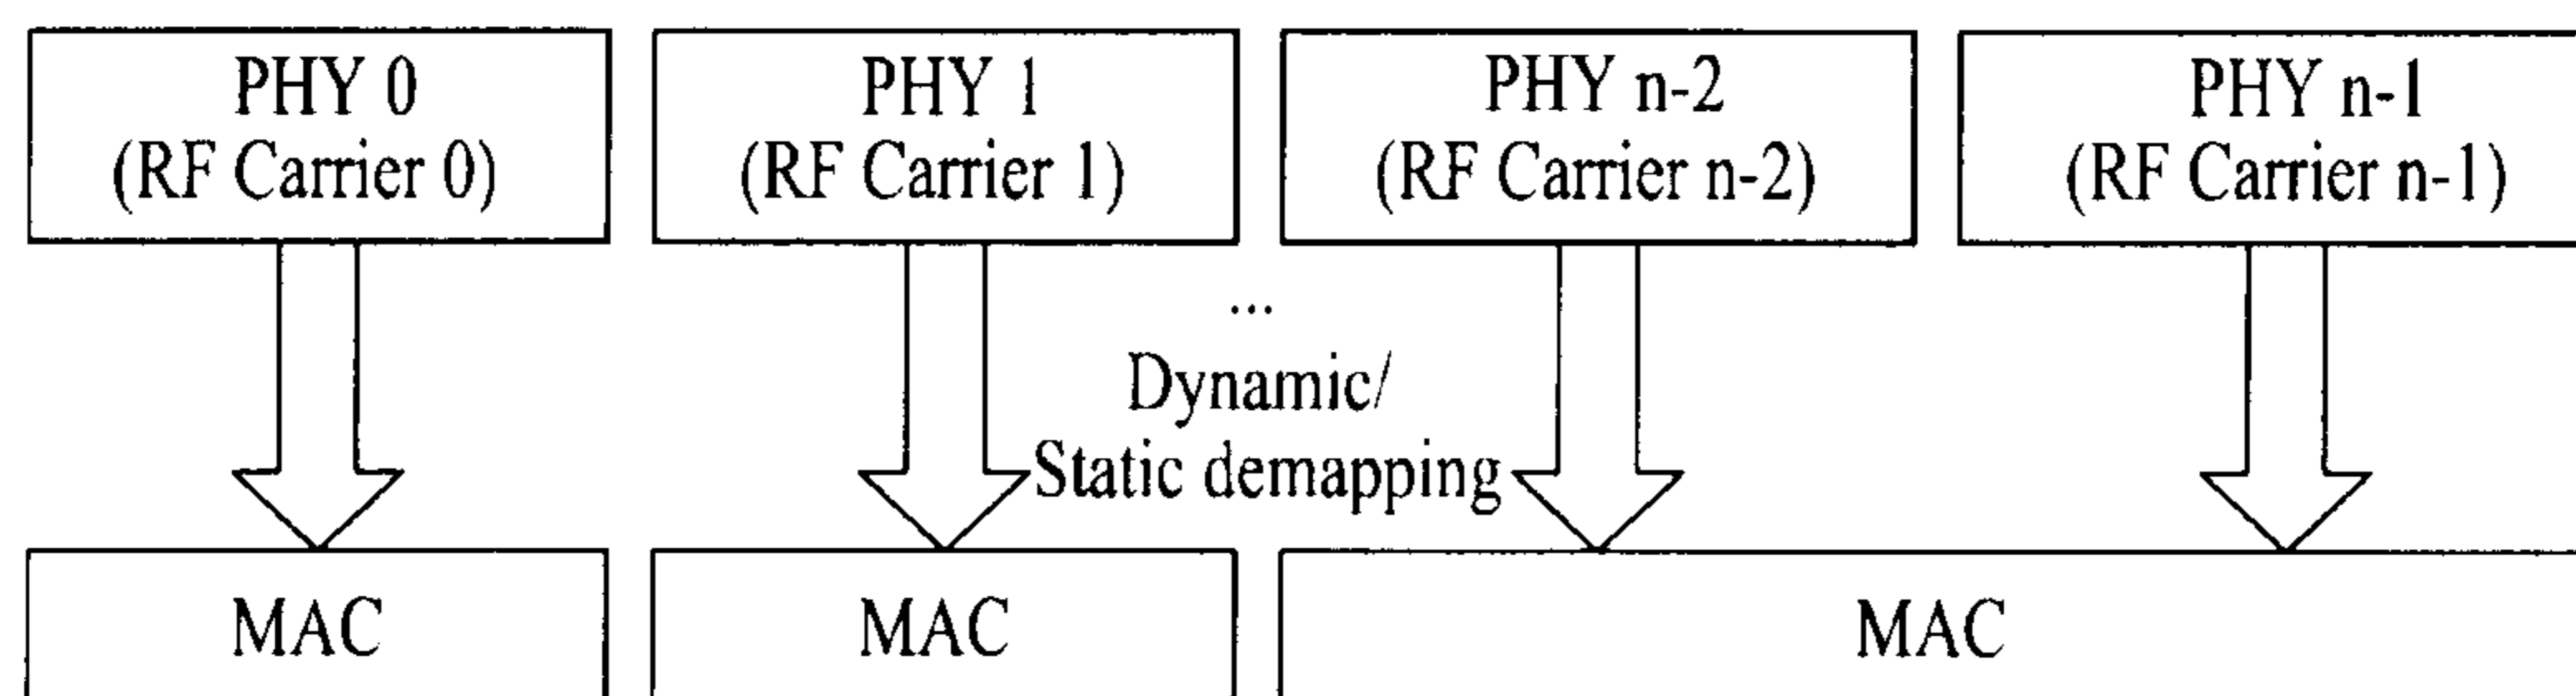 PHY 0
(RF Carrier 0)
PHY 1
(RF Carrier 1)
PHY n-2
(RF Carrier n-2)
PHY n-1
(RF Carrier n-1)
...
Dynamic/
Static demapping
MAC
MAC
MAC